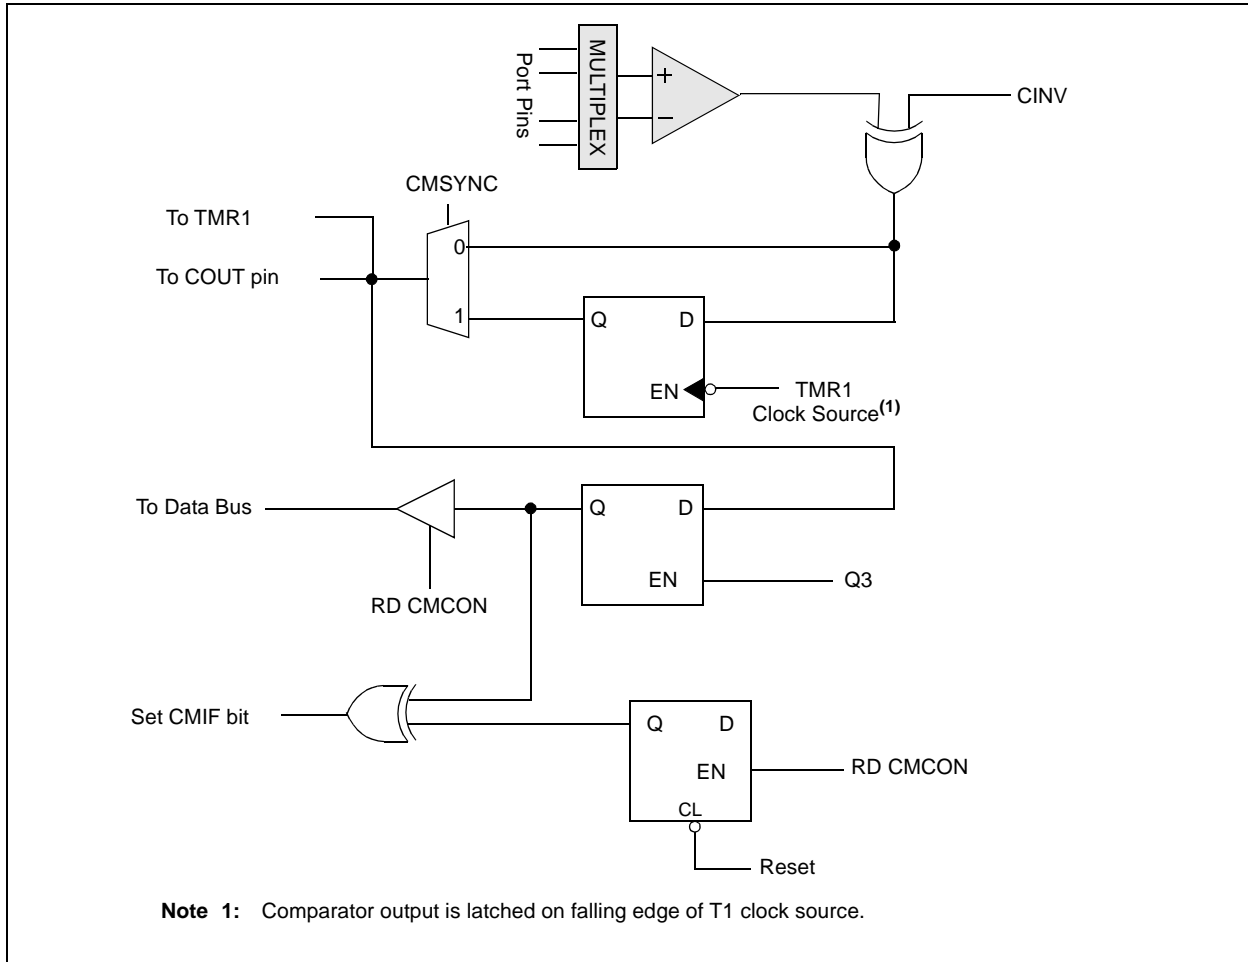 Port Pins
MULTIPLEX
+
−
CINV
CMSYNC
To TMR1
0
To COUT pin
1
Q D
EN
TMR1
Clock Source(1)
To Data Bus
Q D
EN
Q3
RD CMCON
Set CMIF bit
Q D
EN
RD CMCON
CL
Reset
Note 1: Comparator output is latched on falling edge of T1 clock source.